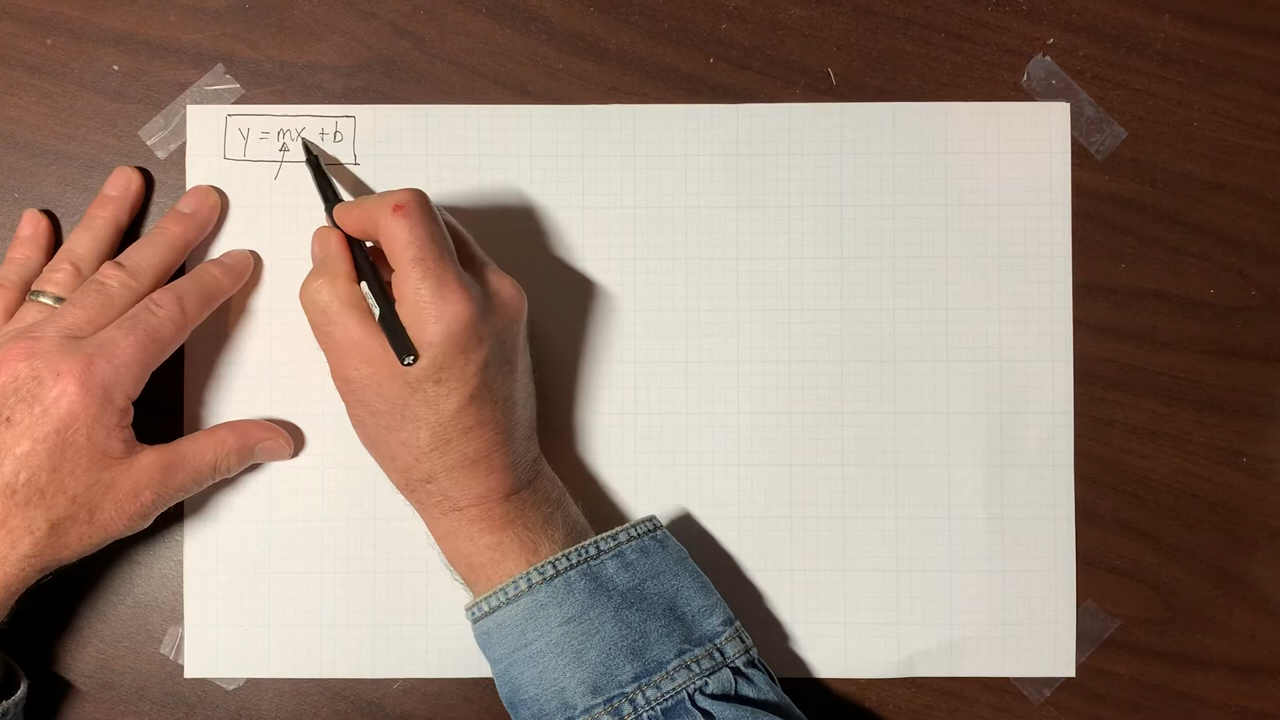 y = mx + b